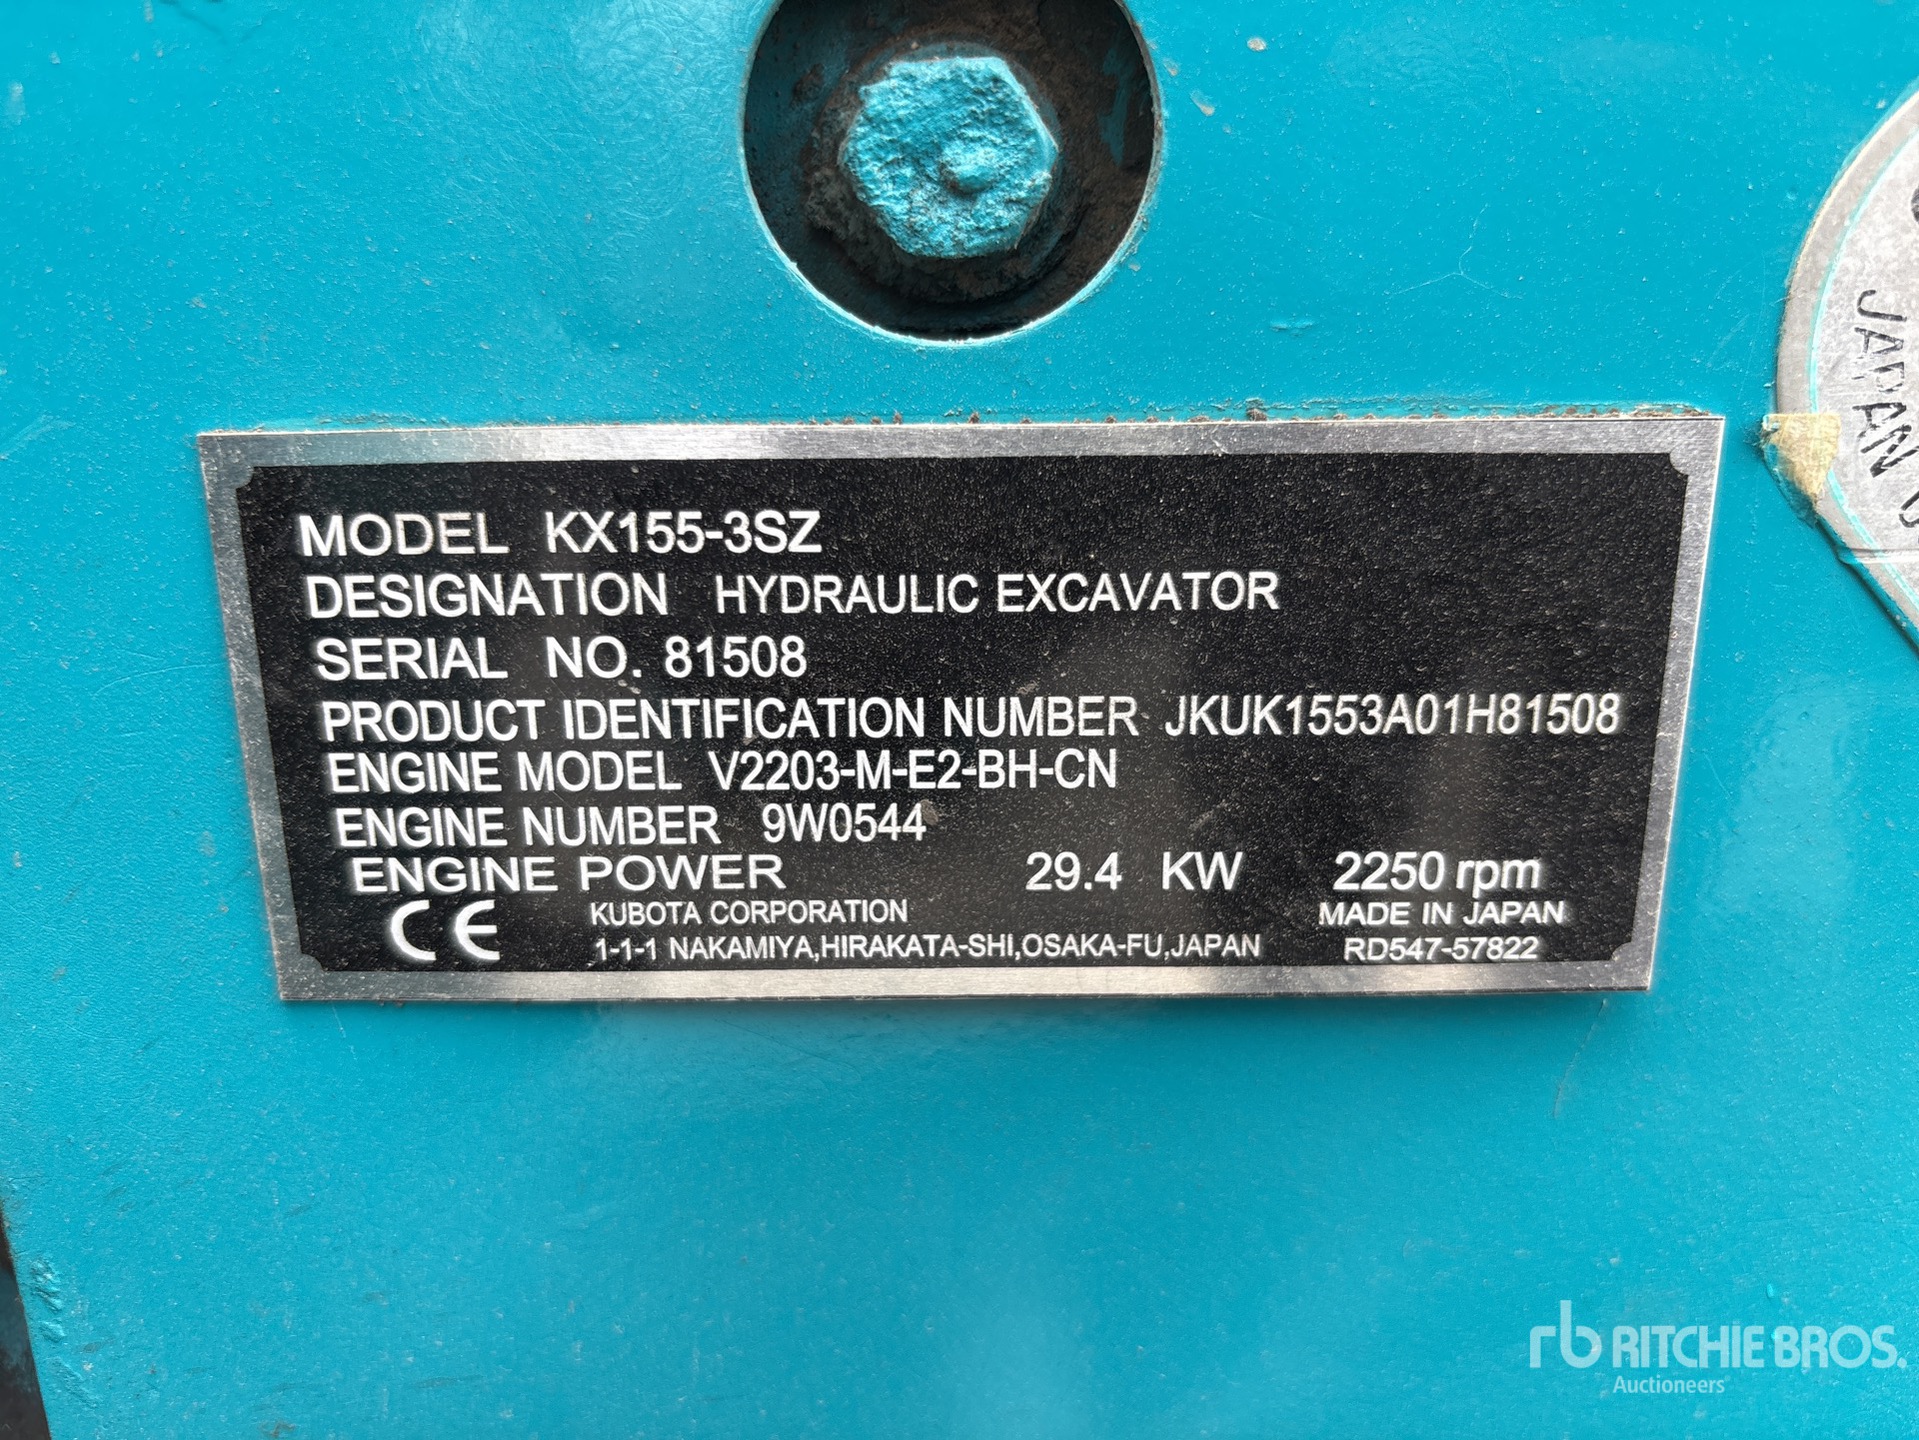 MODEL KX155-3SZ
DESIGNATION HYDRAULIC EXCAVATOR
SERIAL NO. 81508
PRODUCT IDENTIFICATION NUMBER JKUK1553A01H81508
ENGINE MODEL V2203-M-E2-BH-CN
ENGINE NUMBER 9W0544
ENGINE POWER 29.4 KW 2250 rpm
CE KUBOTA CORPORATION MADE IN JAPAN
1-1-1 NAKAMIYA,HIRAKATA-SHI,OSAKA-FU,JAPAN RD547-57822
JAPAN
rb RITCHIE BROS.
Auctioneers